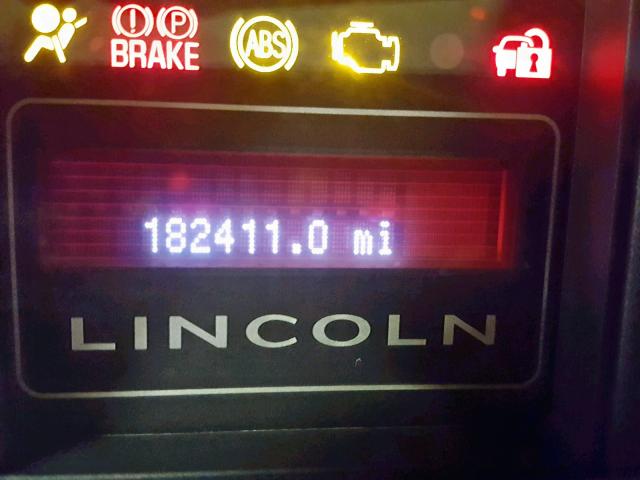 ! P
BRAKE ABS
182411.0 mi
LINCOLN